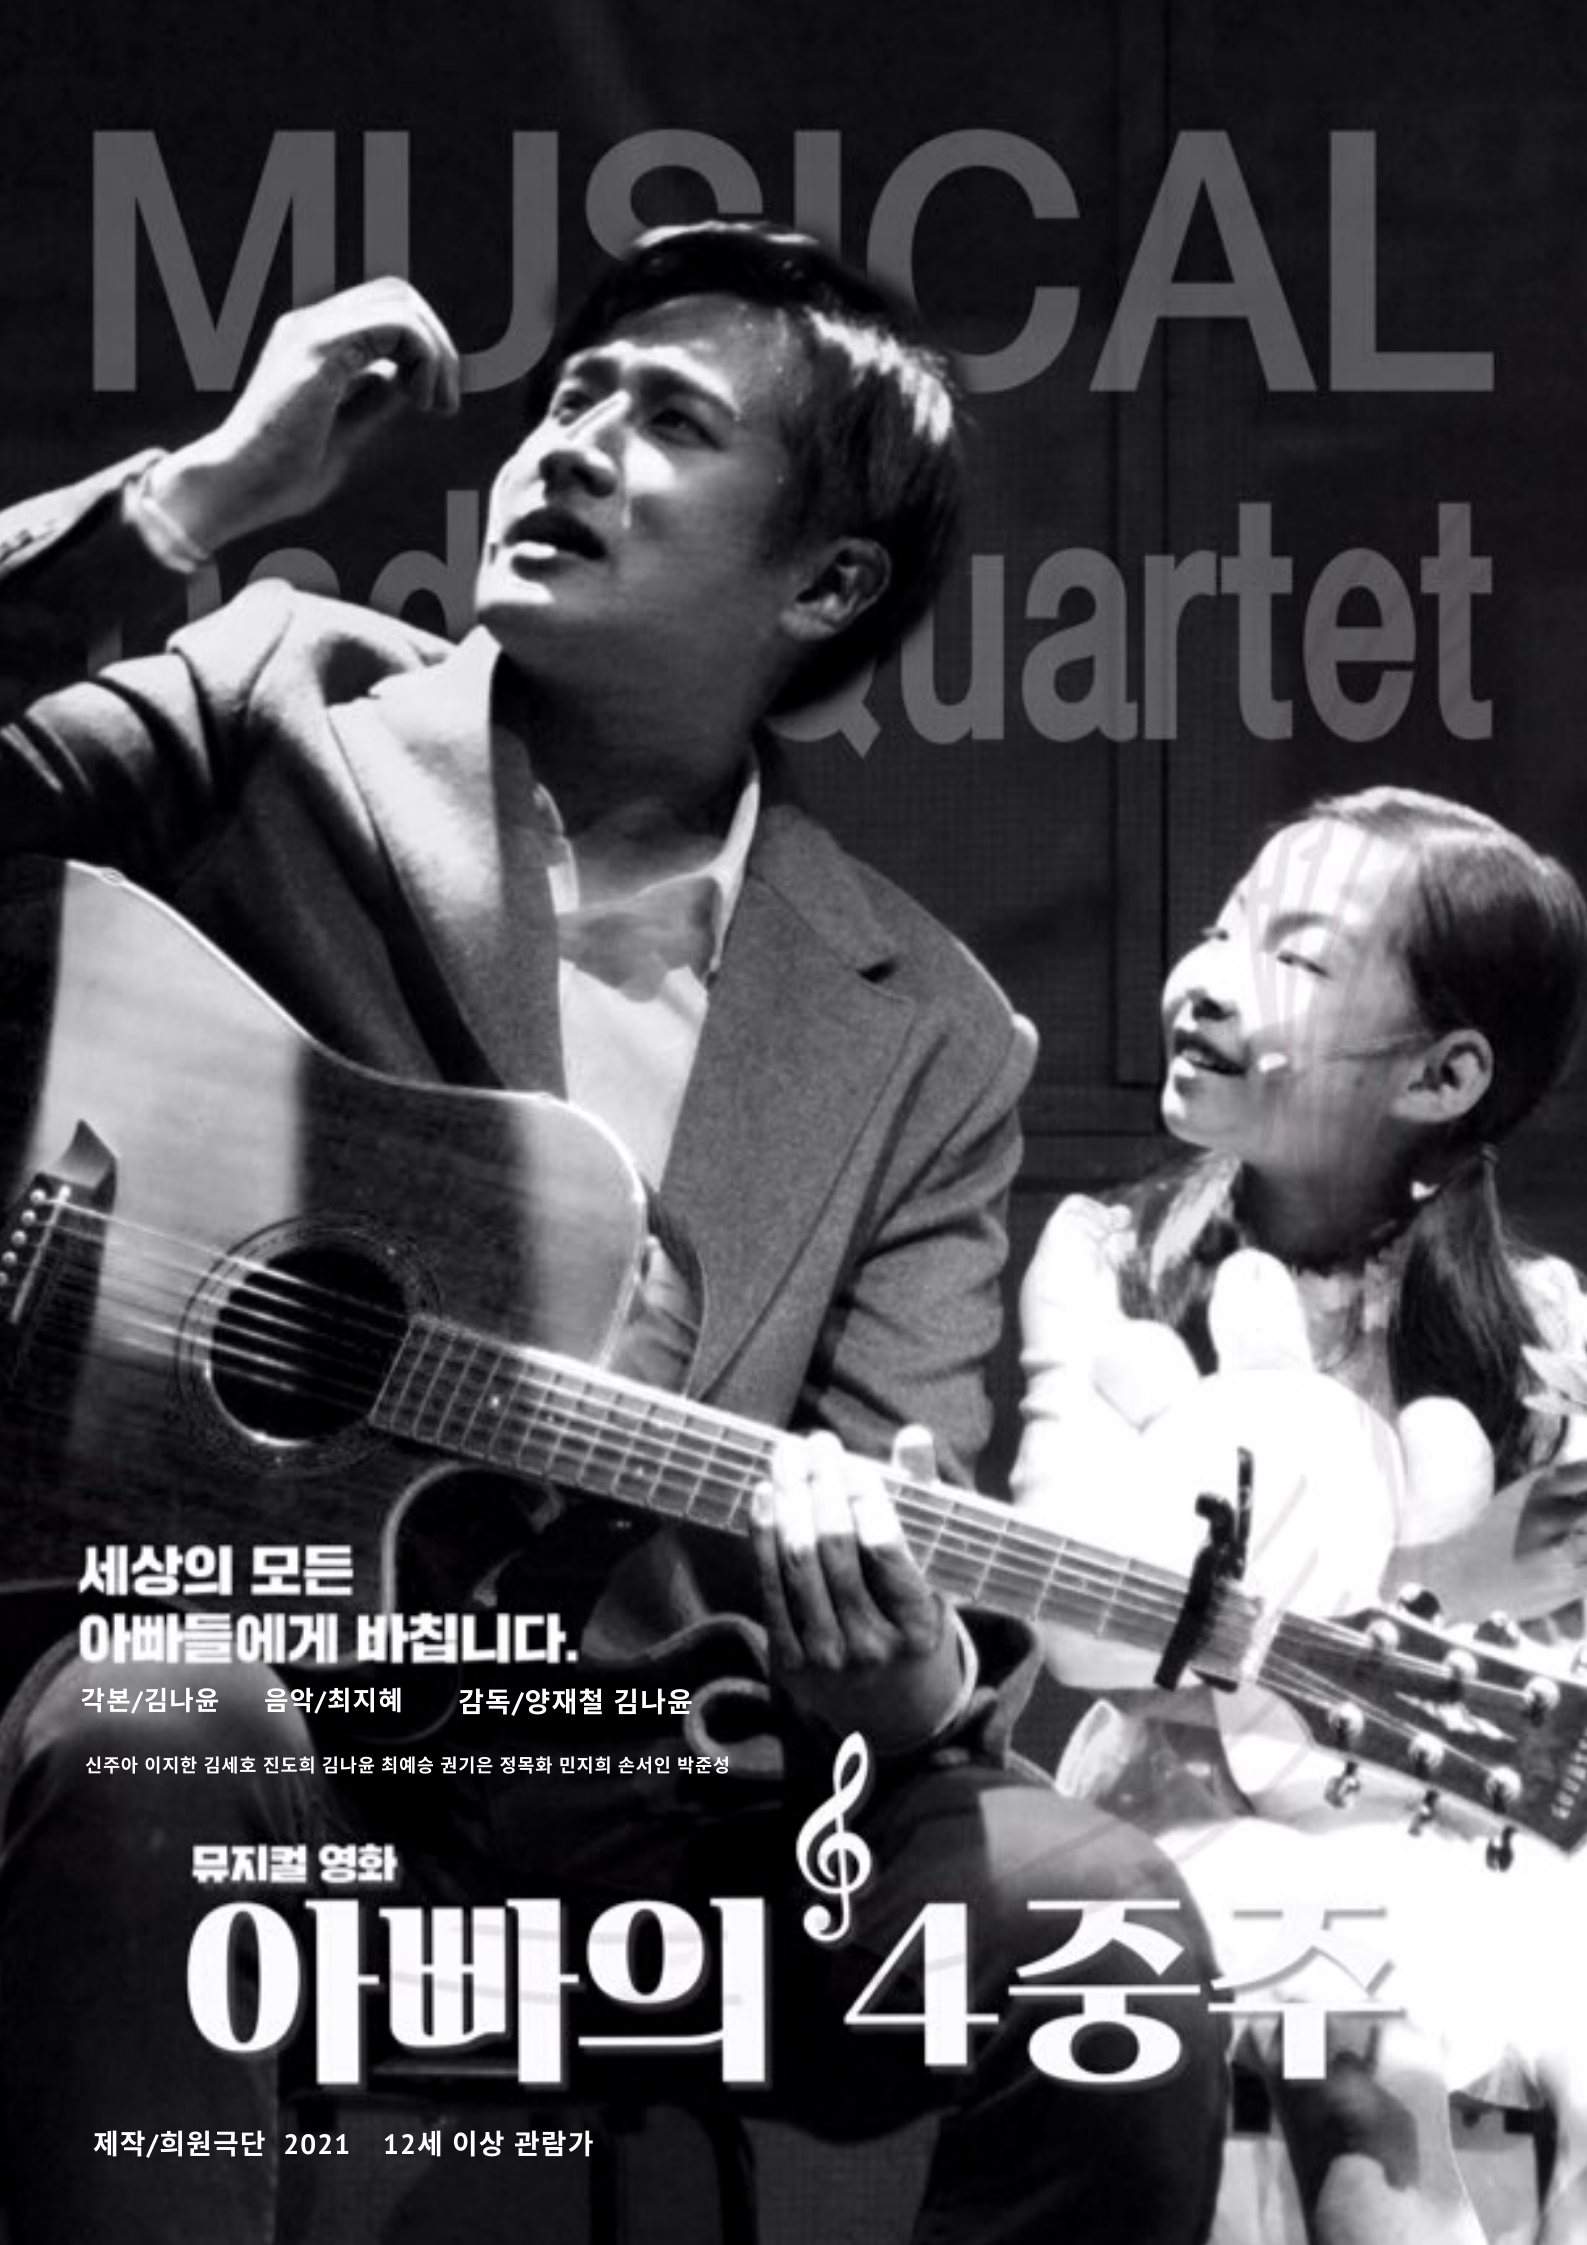 MUSICAL
Quartet
세상의 모든
아빠들에게 바칩니다.
각본/김나윤 음악/최지혜 감독/양재철 김나윤
신주아 이지한 김세호 진도희 김나윤 최예승 권기은 정목화 민지희 손서인 박준성
뮤지컬 영화
아빠의 4중주
제작/희원극단 2021 12세 이상 관람가